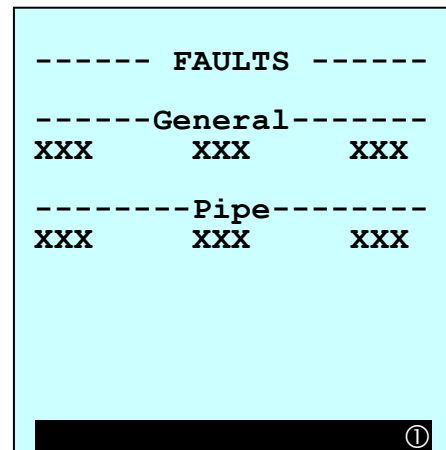 ------ FAULTS ------
------General-------
XXX XXX XXX
--------Pipe--------
XXX XXX XXX
①